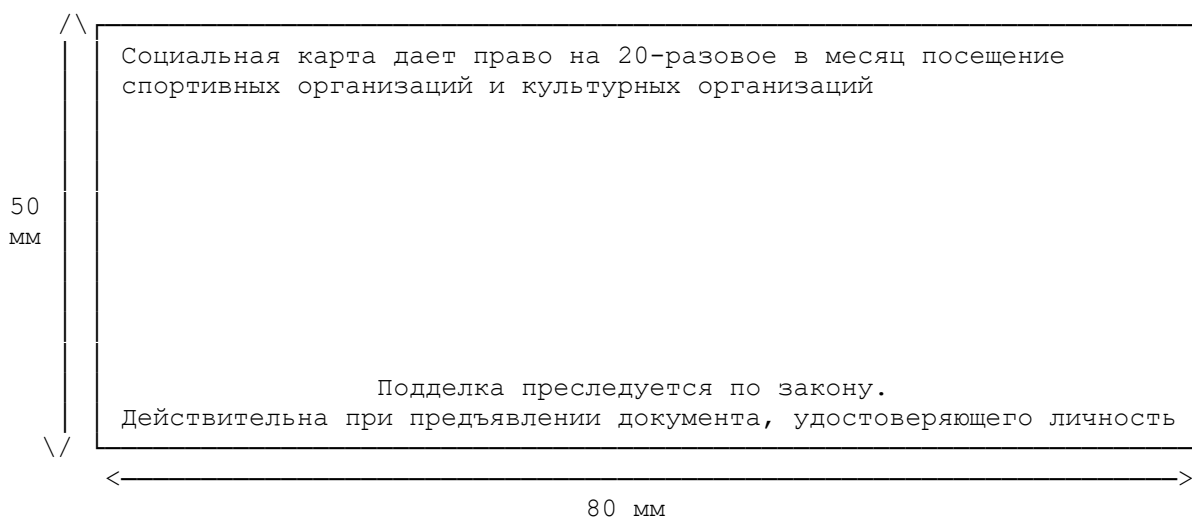 Социальная карта дает право на 20-разовое в месяц посещение
спортивных организаций и культурных организаций
50
мм
Подделка преследуется по закону.
Действительна при предъявлении документа, удостоверяющего личность
80 мм